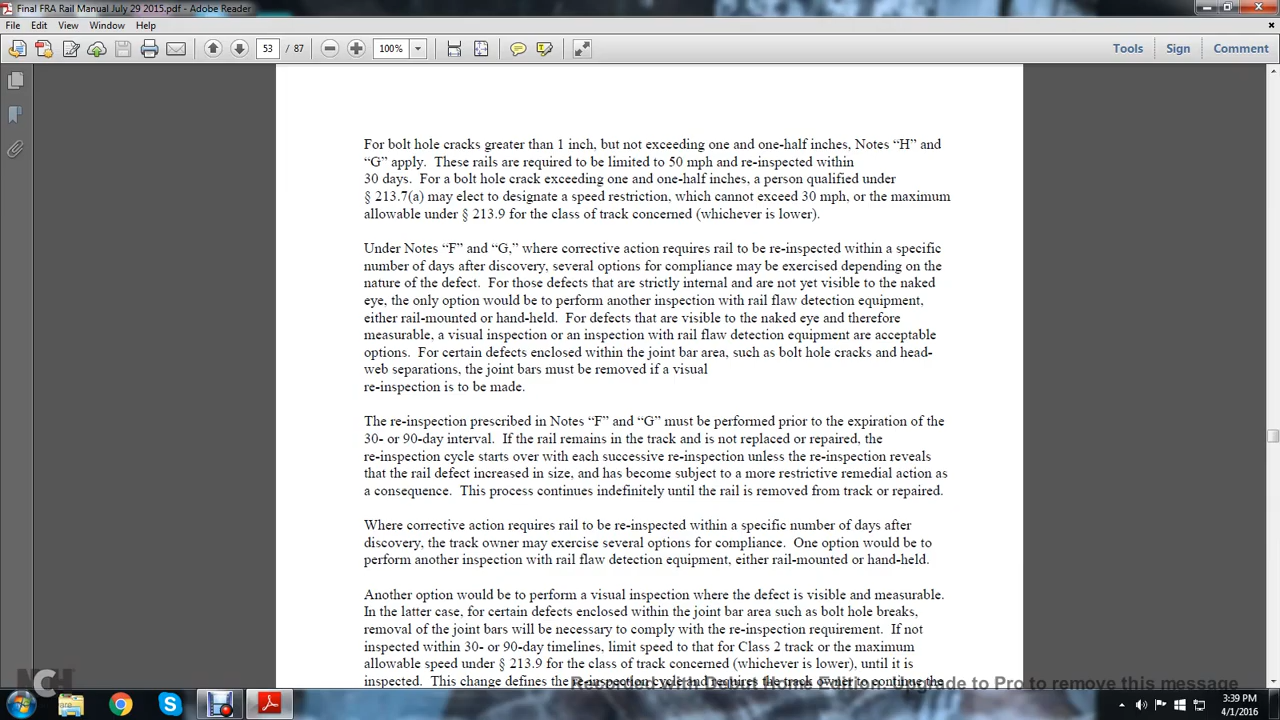 Final FRA Rail Manual July 29 2015.pdf - Adobe Reader
File Edit View Window Help
53 / 87 100% Tools Sign Comment
For bolt hole cracks greater than 1 inch, but not exceeding one and one-half inches, Notes “H” and
“G” apply.  These rails are required to be limited to 50 mph and re-inspected within
30 days.  For a bolt hole crack exceeding one and one-half inches, a person qualified under
§ 213.7(a) may elect to designate a speed restriction, which cannot exceed 30 mph, or the maximum
allowable under § 213.9 for the class of track concerned (whichever is lower).
Under Notes “F” and “G,” where corrective action requires rail to be re-inspected within a specific
number of days after discovery, several options for compliance may be exercised depending on the
nature of the defect.  For those defects that are strictly internal and are not yet visible to the naked
eye, the only option would be to perform another inspection with rail flaw detection equipment,
either rail-mounted or hand-held.  For defects that are visible to the naked eye and therefore
measurable, a visual inspection or an inspection with rail flaw detection equipment are acceptable
options.  For certain defects enclosed within the joint bar area, such as bolt hole cracks and head-
web separations, the joint bars must be removed if a visual
re-inspection is to be made.
The re-inspection prescribed in Notes “F” and “G” must be performed prior to the expiration of the
30- or 90-day interval.  If the rail remains in the track and is not replaced or repaired, the
re-inspection cycle starts over with each successive re-inspection unless the re-inspection reveals
that the rail defect increased in size, and has become subject to a more restrictive remedial action as
a consequence.  This process continues indefinitely until the rail is removed from track or repaired.
Where corrective action requires rail to be re-inspected within a specific number of days after
discovery, the track owner may exercise several options for compliance.  One option would be to
perform another inspection with rail flaw detection equipment, either rail-mounted or hand-held.
Another option would be to perform a visual inspection where the defect is visible and measurable.
In the latter case, for certain defects enclosed within the joint bar area such as bolt hole breaks,
removal of the joint bars will be necessary to comply with the re-inspection requirement.  If not
inspected within 30- or 90-day timelines, limit speed to that for Class 2 track or the maximum
allowable speed under § 213.9 for the class of track concerned (whichever is lower), until it is
inspected.  This change defines the re-inspection cycle and requires the track owner to continue the
Recorded with Debut Home Edition. Upgrade to Pro to remove this message
NCH
3:39 PM
4/1/2016